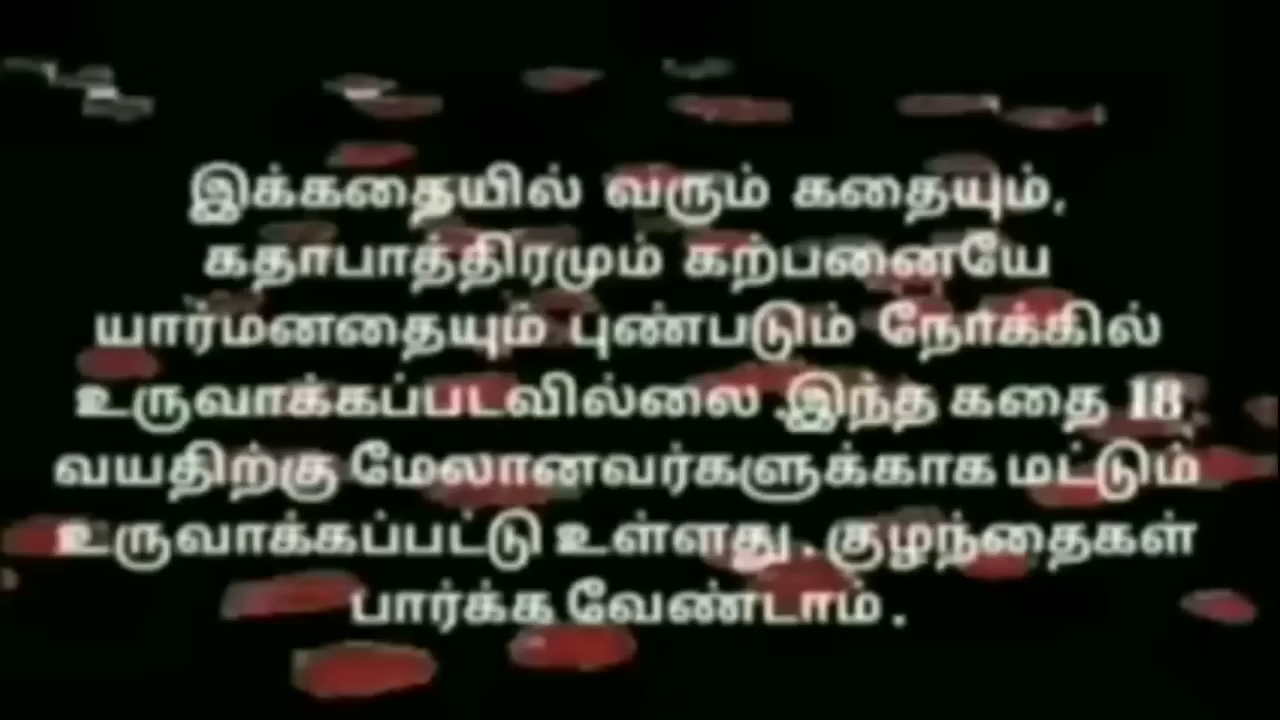 இக்கதையில் வரும் கதையும்,
கதாபாத்திரமும் கற்பனையே
யார்மனதையும் புண்படும் நோக்கில்
உருவாக்கப்படவில்லை .இந்த கதை 18
வயதிற்கு மேலானவர்களுக்காக மட்டும்
உருவாக்கப்பட்டு உள்ளது . குழந்தைகள்
பார்க்க வேண்டாம் .